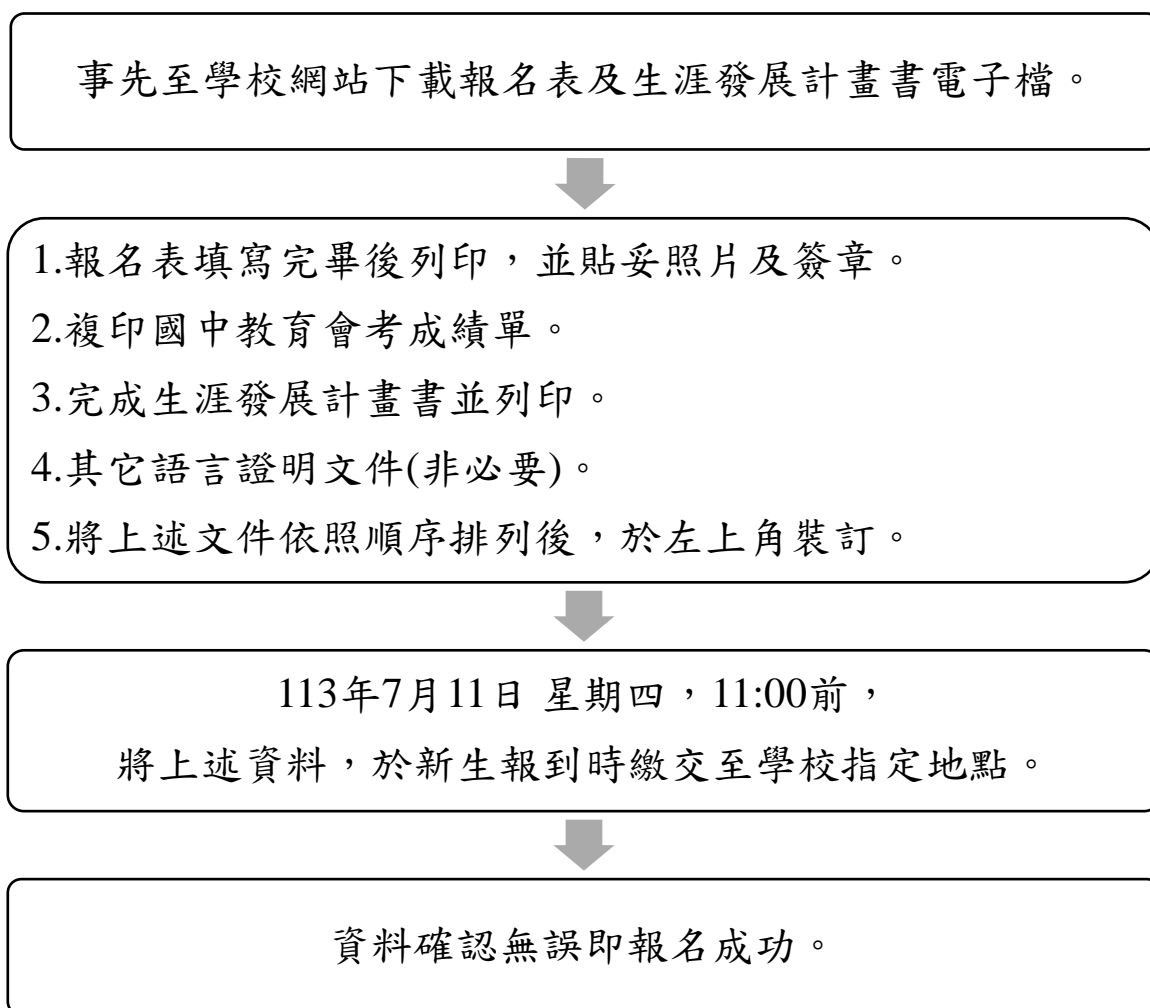 事先至學校網站下載報名表及生涯發展計畫書電子檔。
1.報名表填寫完畢後列印，並貼妥照片及簽章。
2.複印國中教育會考成績單。
3.完成生涯發展計畫書並列印。
4.其它語言證明文件(非必要)。
5.將上述文件依照順序排列後，於左上角裝訂。
113年7月11日 星期四，11:00前，
將上述資料，於新生報到時繳交至學校指定地點。
資料確認無誤即報名成功。